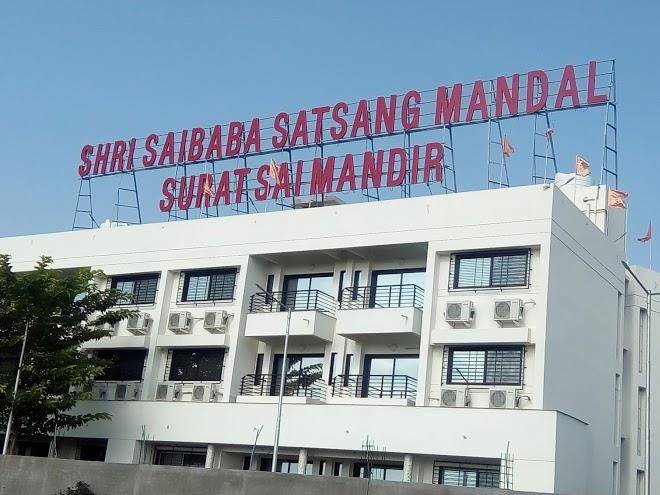 SHRI SAIBABA SATSANG MANDAL
SURAT SAI MANDIR